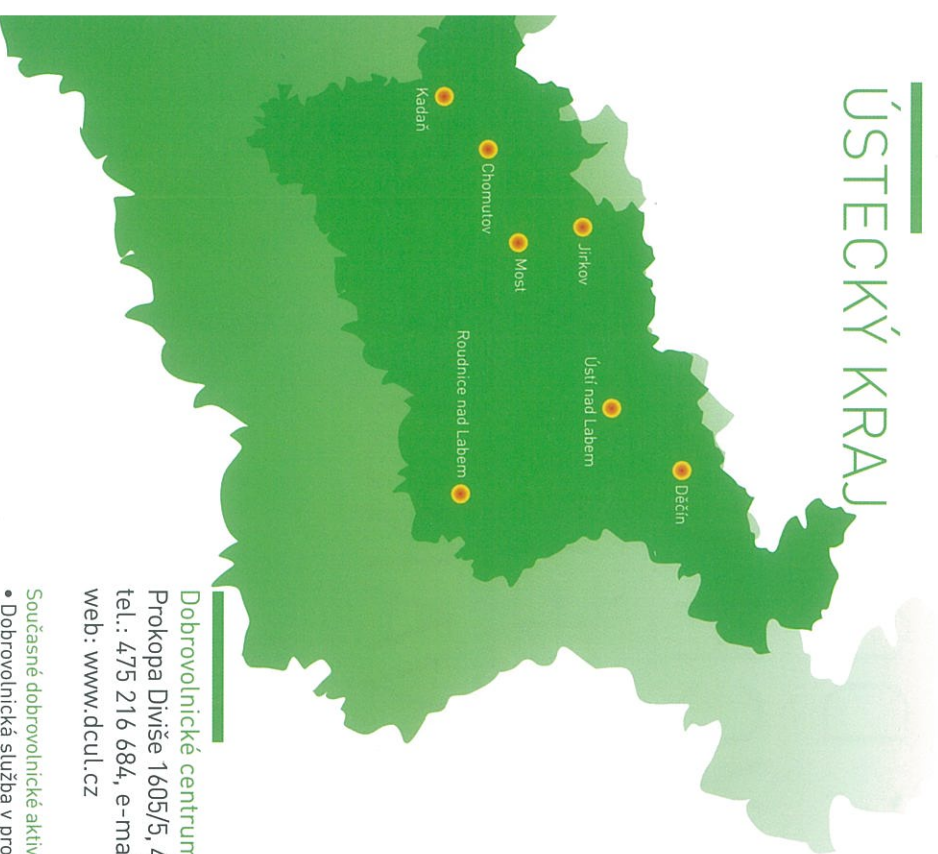 ÚSTECKÝ KRAJ
Děčín
Ústí nad Labem
Jirkov
Most
Chomutov
Roudnice nad Labem
Kadaň
Dobrovolnické centrum
Prokopa Diviše 1605/5, 4
tel.: 475 216 684, e-ma
web: www.dcul.cz
Současné dobrovolnické aktiv
• Dobrovolnická služba v pro